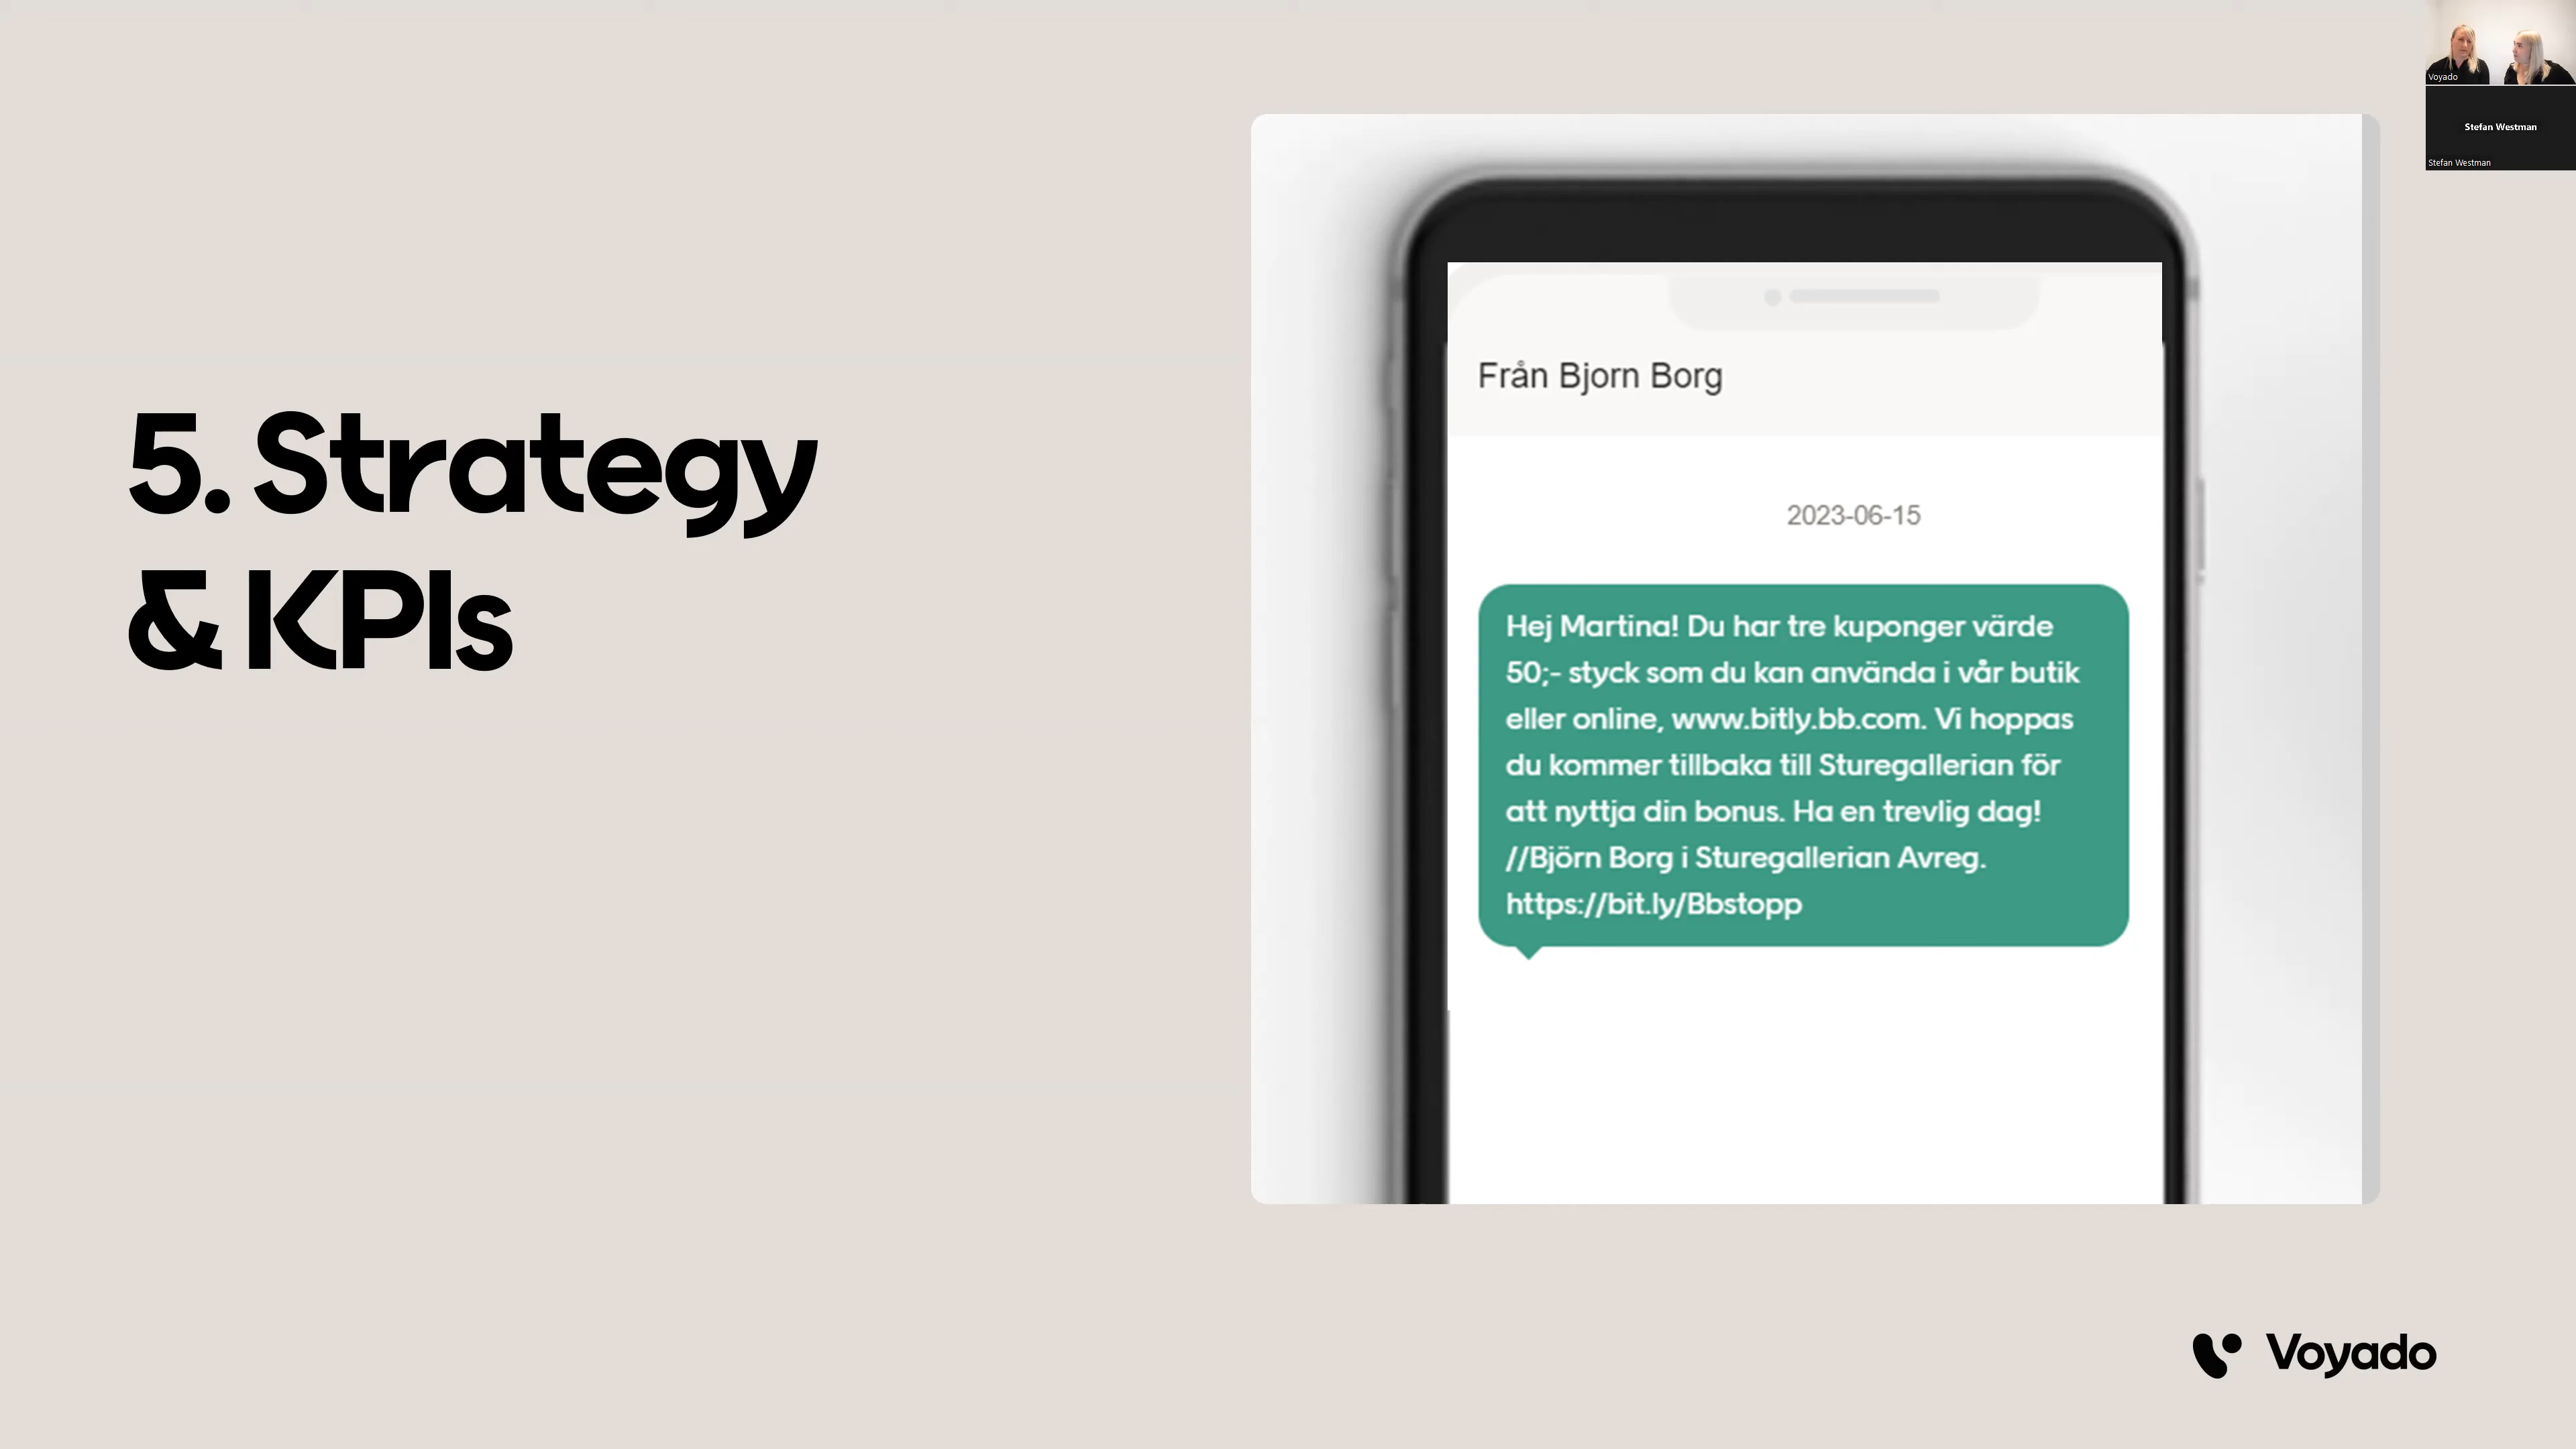 5. Strategy
& KPIs
Från Bjorn Borg
2023-06-15
Hej Martina! Du har tre kuponger värde
50;- styck som du kan använda i vår butik
eller online, www.bitly.bb.com. Vi hoppas
du kommer tillbaka till Sturegallerian för
att nyttja din bonus. Ha en trevlig dag!
//Björn Borg i Sturegallerian Avreg.
https://bit.ly/Bbstopp
Voyado
Stefan Westman
Stefan Westman
Voyado